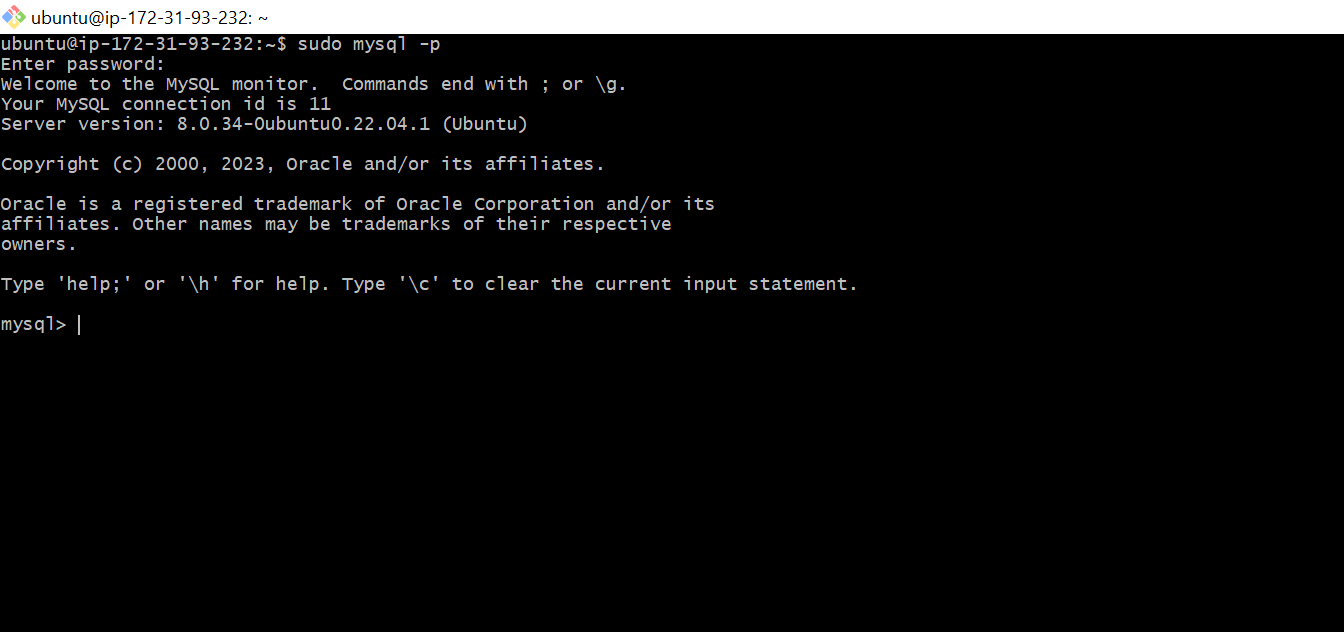 ubuntu@ip-172-31-93-232: ~
ubuntu@ip-172-31-93-232:~$ sudo mysql -p
Enter password:
Welcome to the MySQL monitor.  Commands end with ; or \g.
Your MySQL connection id is 11
Server version: 8.0.34-0ubuntu0.22.04.1 (Ubuntu)
Copyright (c) 2000, 2023, Oracle and/or its affiliates.
Oracle is a registered trademark of Oracle Corporation and/or its
affiliates. Other names may be trademarks of their respective
owners.
Type 'help;' or '\h' for help. Type '\c' to clear the current input statement.
mysql>